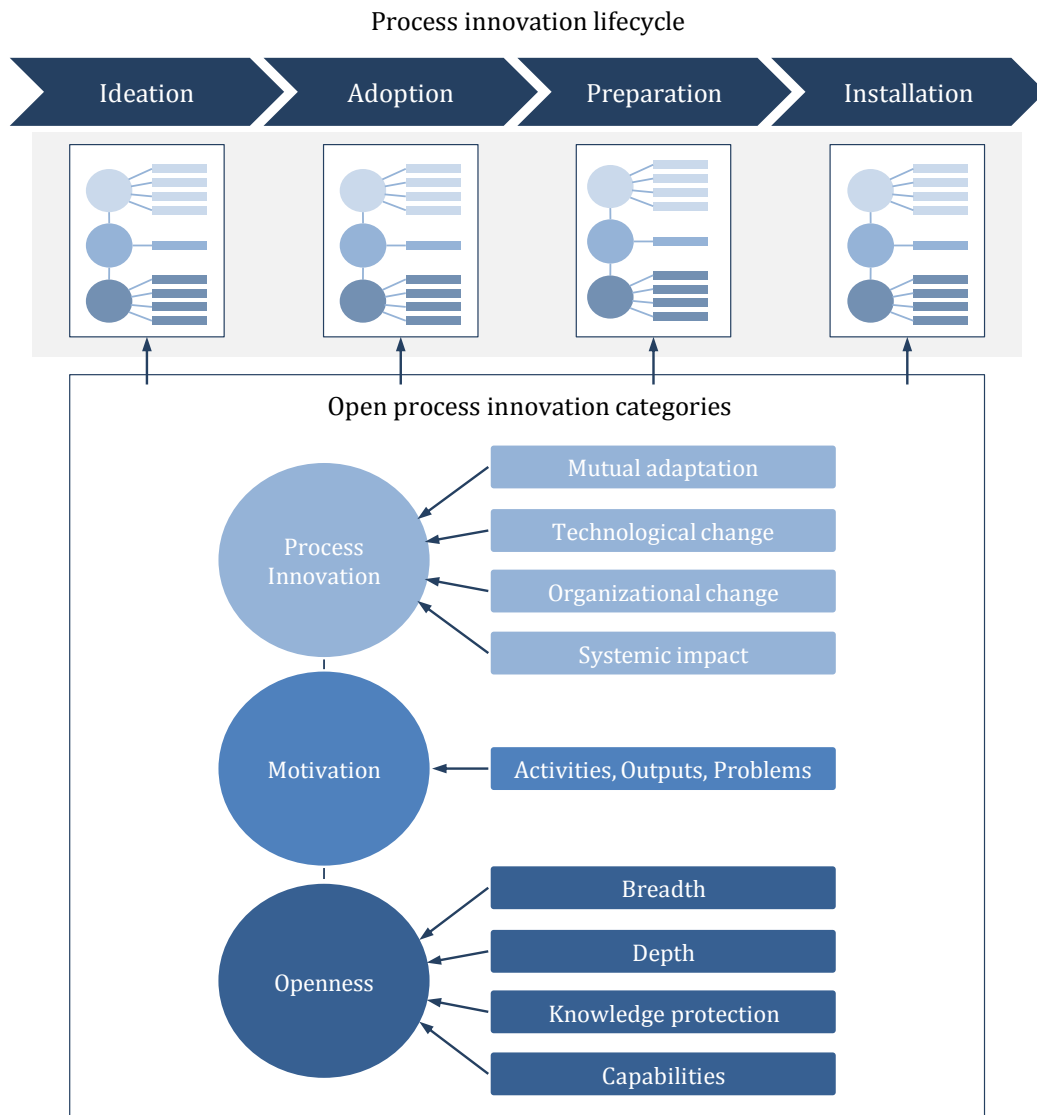 Process innovation lifecycle
Ideation
Adoption
Preparation
Installation
Open process innovation categories
Process
Innovation
Mutual adaptation
Technological change
Organizational change
Systemic impact
Motivation
Activities, Outputs, Problems
Openness
Breadth
Depth
Knowledge protection
Capabilities